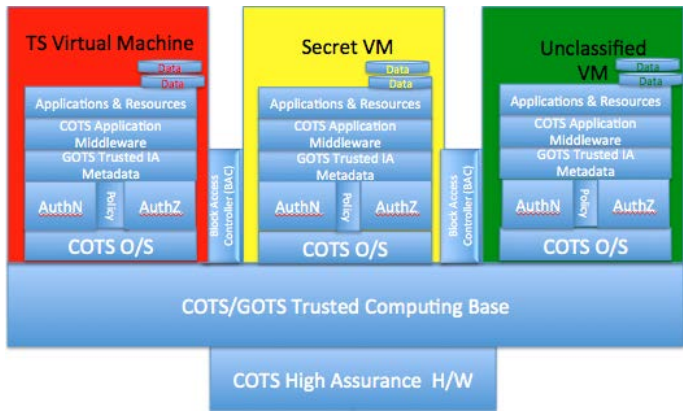 TS Virtual Machine
Data
Data
Applications & Resources
COTS Application
Middleware
GOTS Trusted IA
Metadata
AuthN
Policy
AuthZ
COTS O/S
Block Access
Controller (BAC)
Secret VM
Data
Data
Applications & Resources
COTS Application
Middleware
GOTS Trusted IA
Metadata
AuthN
Policy
AuthZ
COTS O/S
Block Access
Controller (BAC)
Unclassified
VM
Data
Data
Applications & Resources
COTS Application
Middleware
GOTS Trusted IA
Metadata
AuthN
Policy
AuthZ
COTS O/S
COTS/GOTS Trusted Computing Base
COTS High Assurance H/W